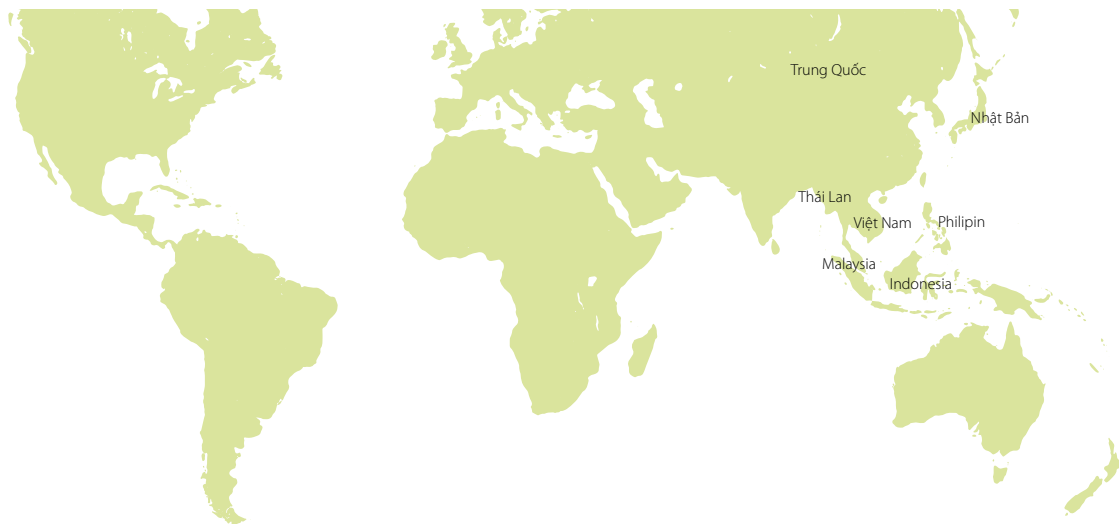 Trung Quốc
Nhật Bản
Thái Lan
Việt Nam
Philipin
Malaysia
Indonesia